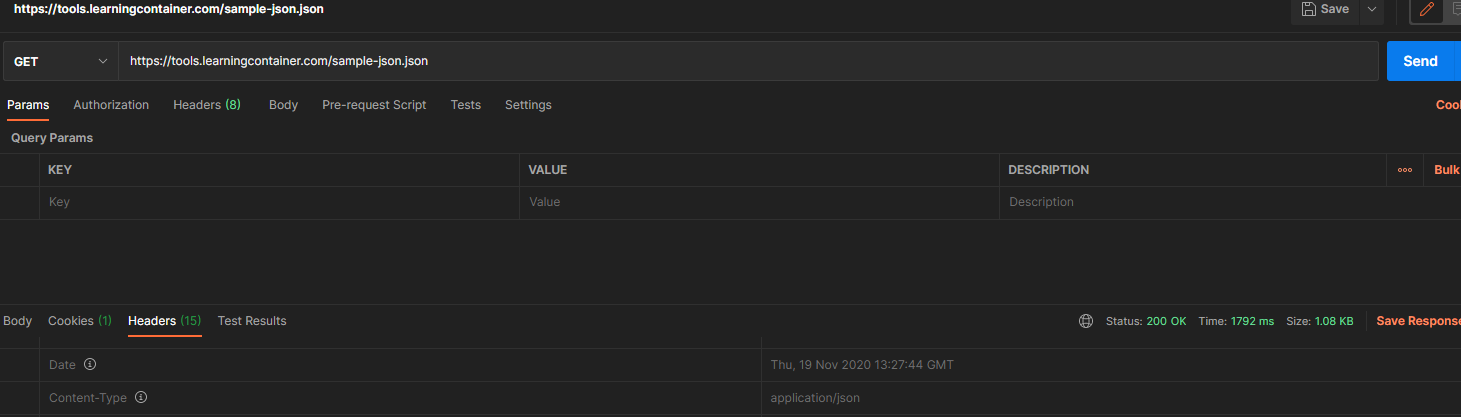 https://tools.learningcontainer.com/sample-json.json Save
GET https://tools.learningcontainer.com/sample-json.json Send
Params Authorization Headers (8) Body Pre-request Script Tests Settings Cool
Query Params
KEY VALUE DESCRIPTION Bulk
Key Value Description
Body Cookies (1) Headers (15) Test Results Status: 200 OK Time: 1792 ms Size: 1.08 KB Save Response
Date Thu, 19 Nov 2020 13:27:44 GMT
Content-Type application/json